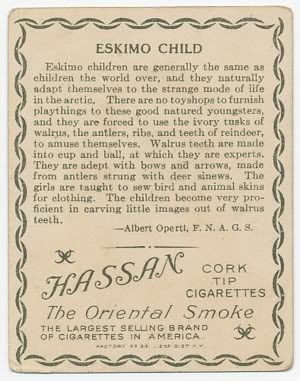 ESKIMO CHILD
Eskimo children are generally the same as
children the world over, and they naturally
adapt themselves to the strange mode of life
in the arctic. There are no toyshops to furnish
playthings to these good natured youngsters,
and they are forced to use the ivory tusks of
walrus, the antlers, ribs, and teeth of reindeer,
to amuse themselves. Walrus teeth are made
into cup and ball, at which they are experts.
They are adept with bows and arrows, made
from antlers strung with deer sinews. The
girls are taught to sew bird and animal skins
for clothing. The children become very pro-
ficient in carving little images out of walrus
teeth.
—Albert Operti, F. N. A. G. S.
HASSAN
CORK
TIP
CIGARETTES
The Oriental Smoke
THE LARGEST SELLING BRAND
OF CIGARETTES IN AMERICA.
FACTORY Nº 30. 2ND DIST. N.Y.